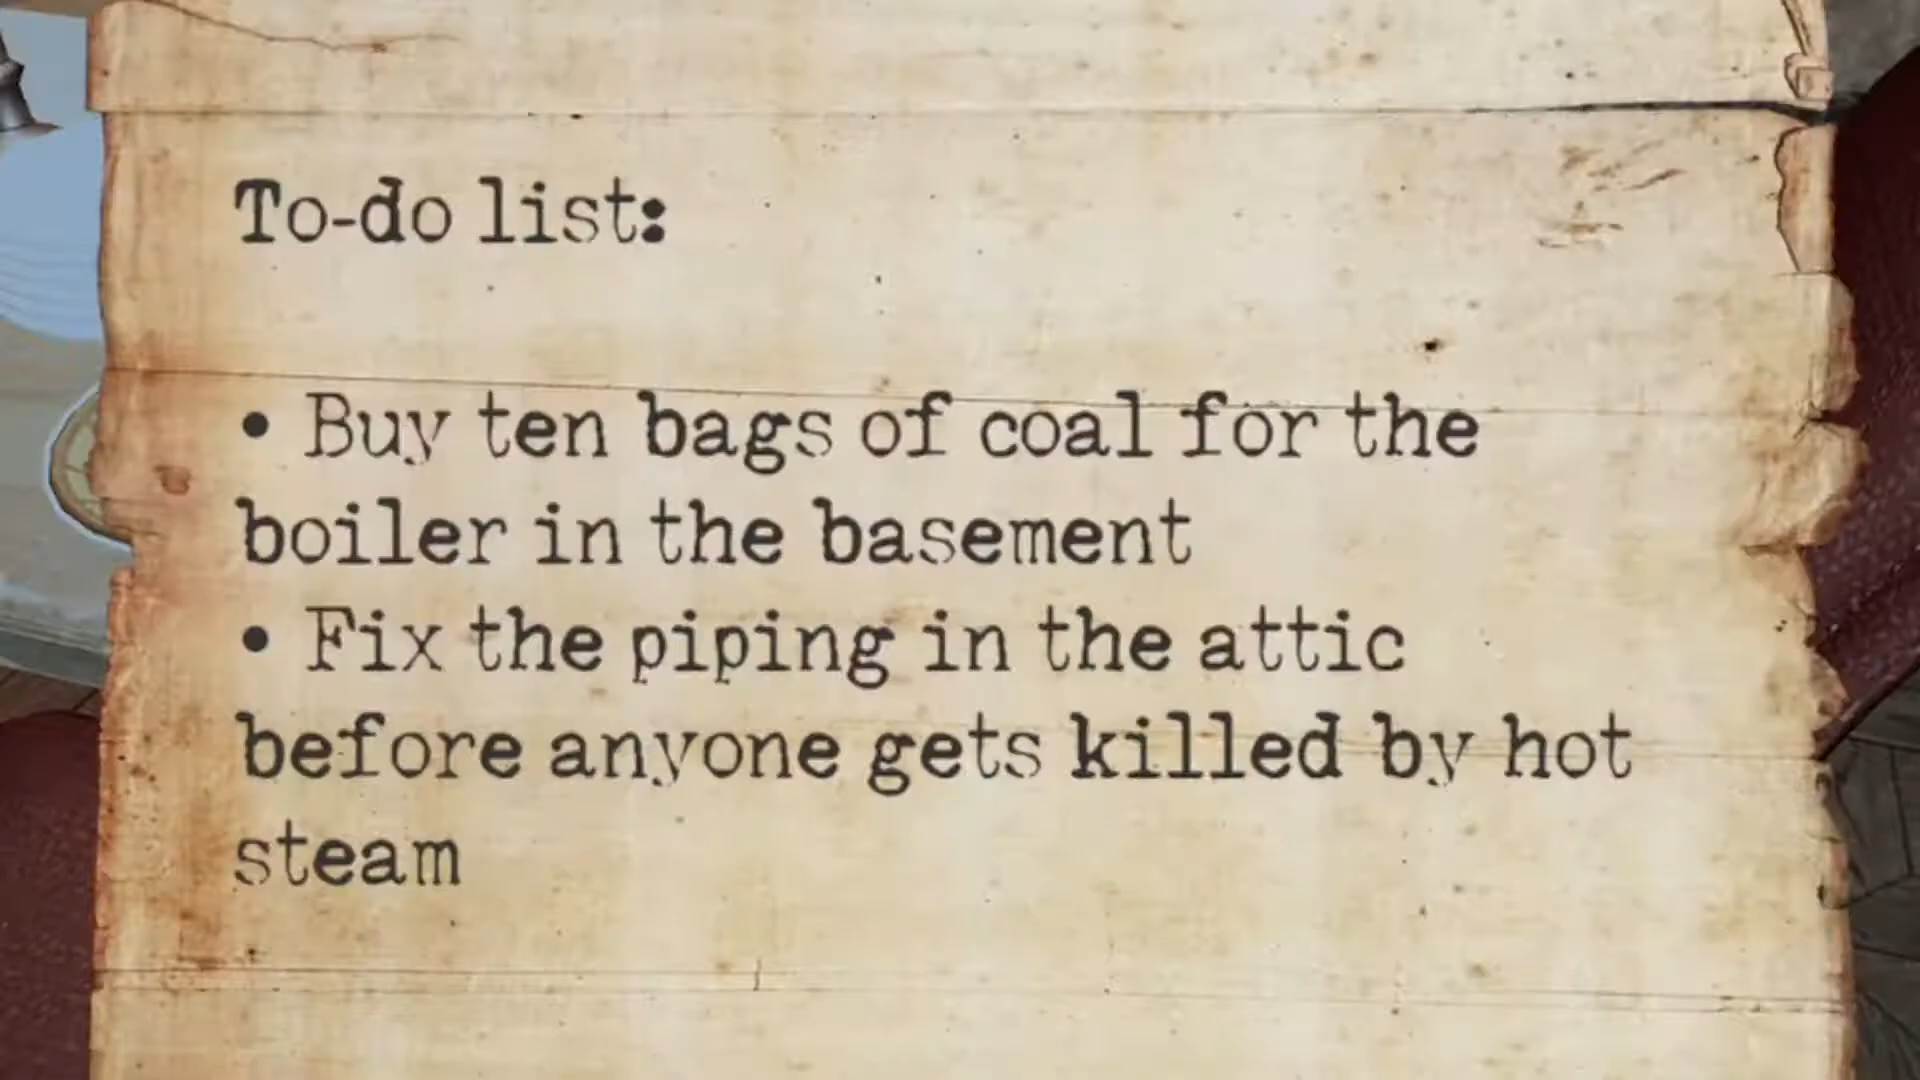 To-do list:
• Buy ten bags of coal for the
boiler in the basement
• Fix the piping in the attic
before anyone gets killed by hot
steam